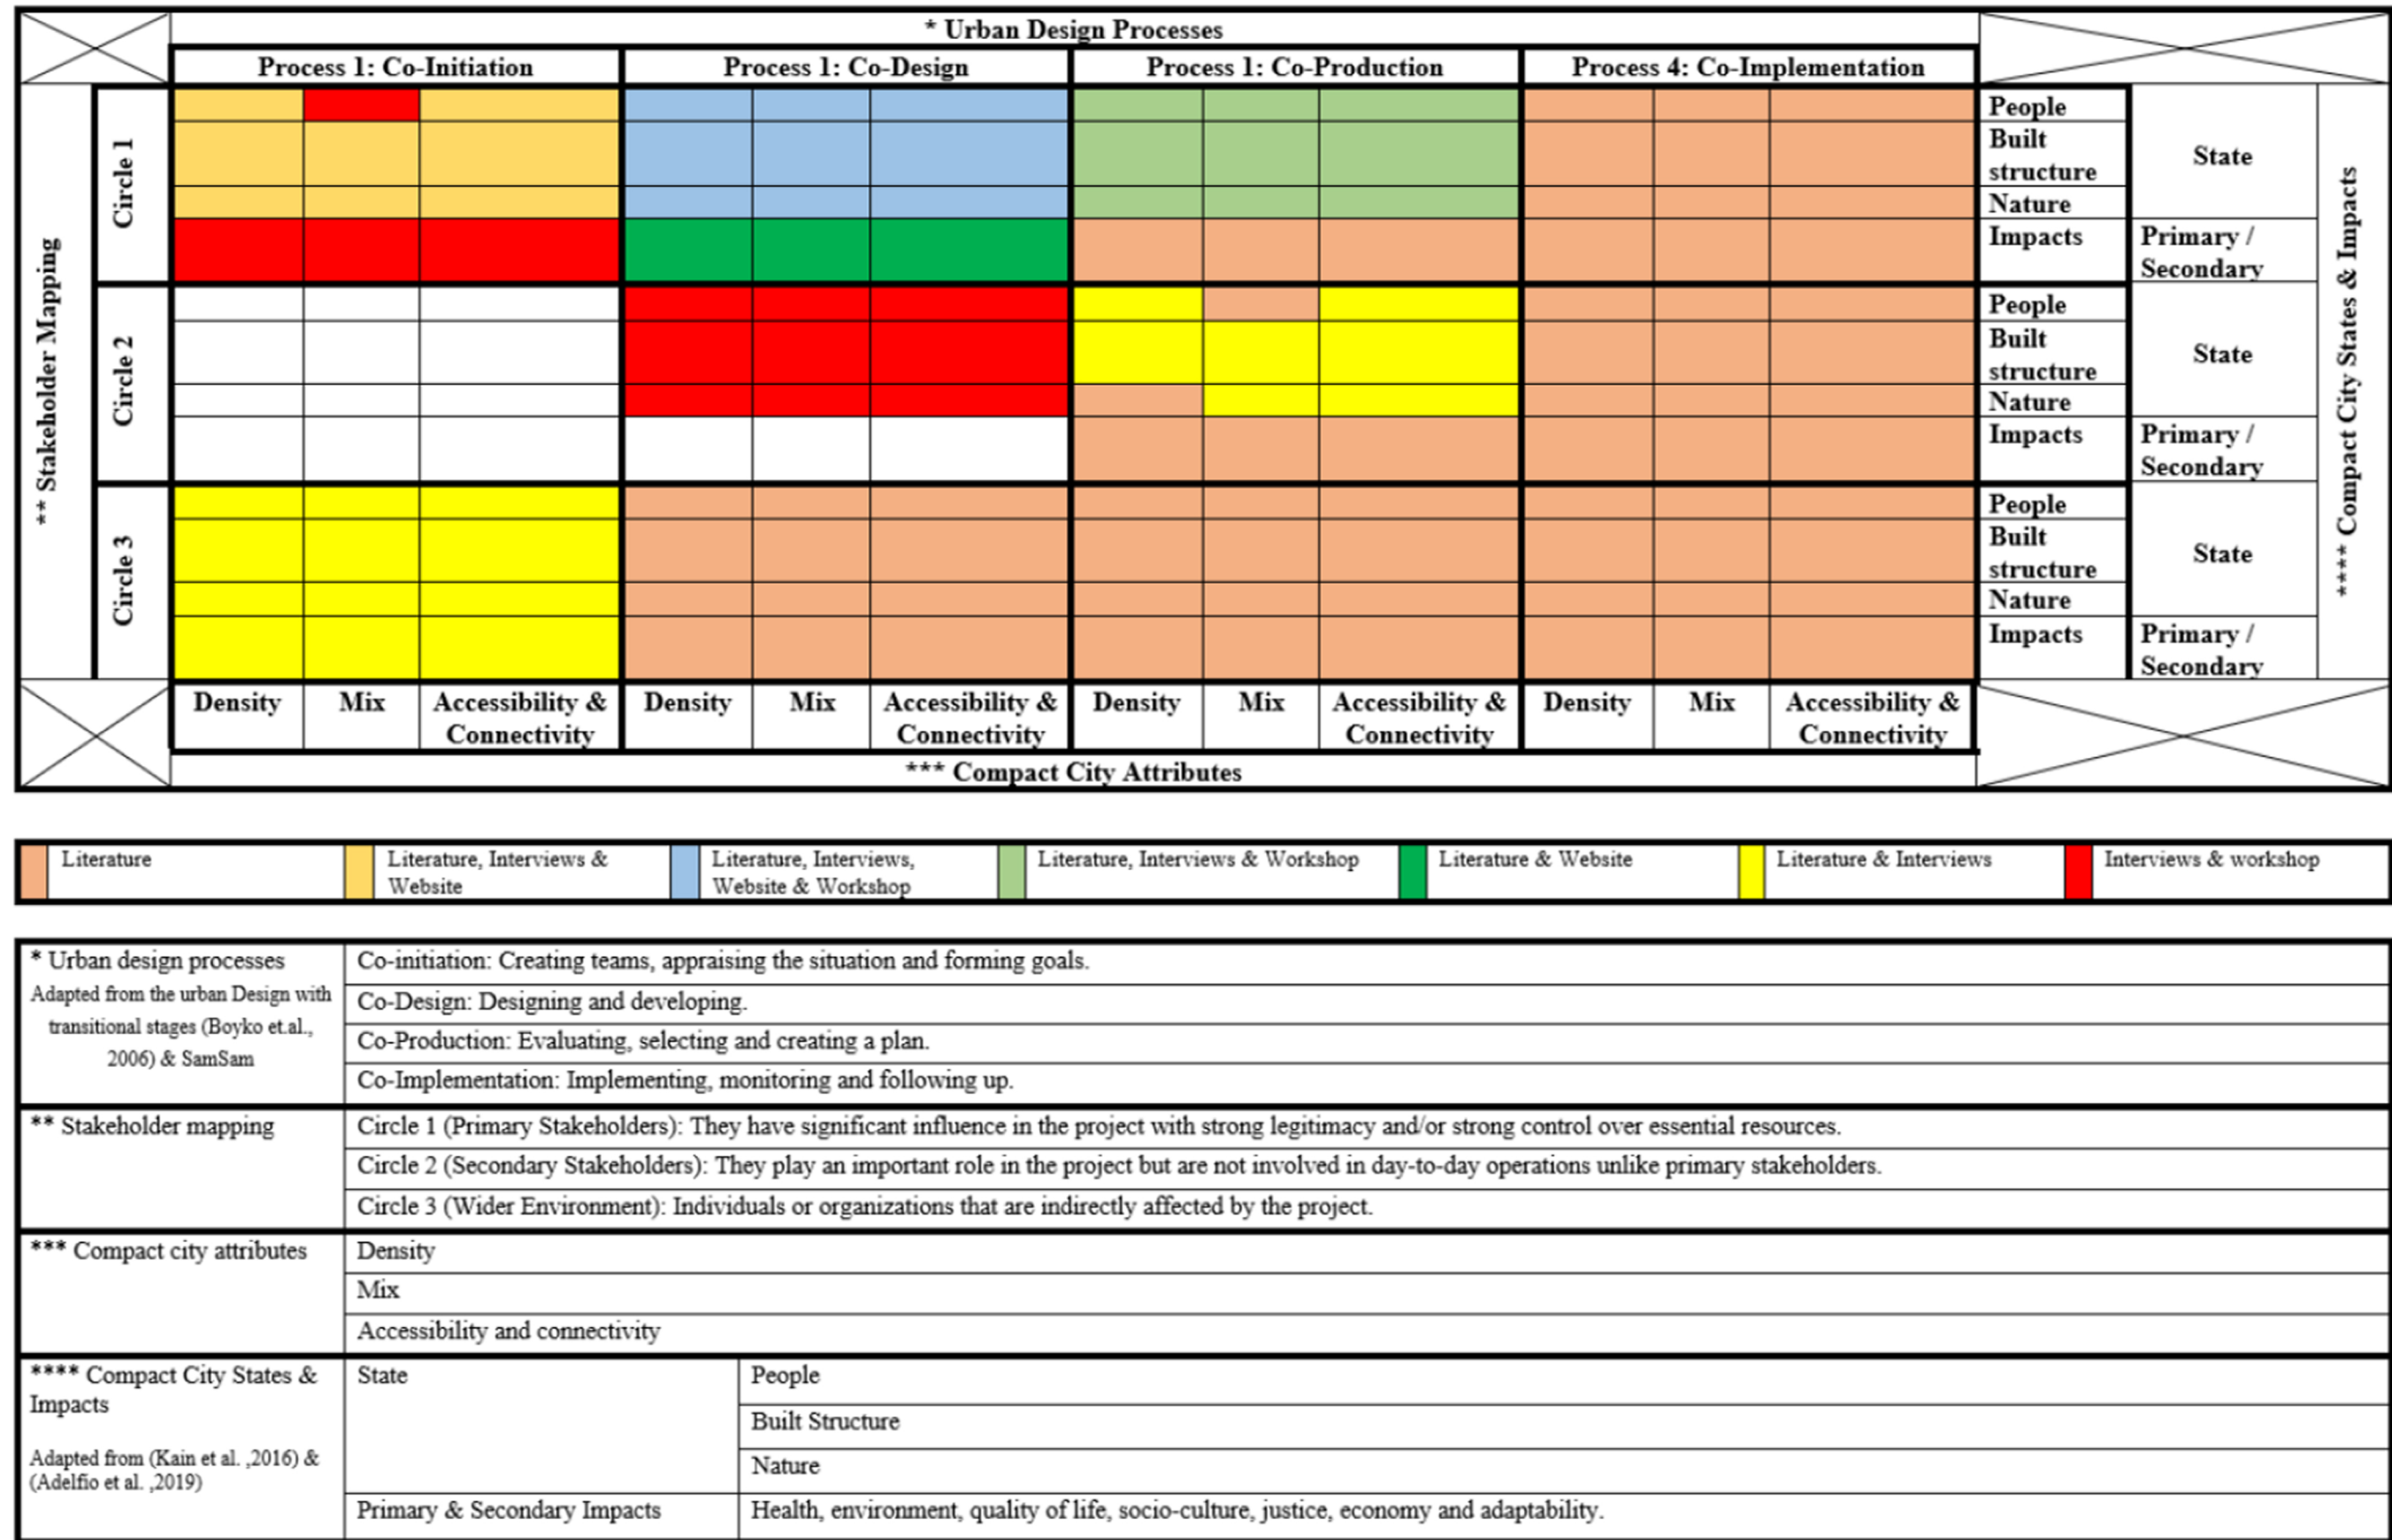 * Urban Design Processes
Process 1: Co-Initiation
Process 1: Co-Design
Process 1: Co-Production
Process 4: Co-Implementation
** Stakeholder Mapping
Circle 1
People
Built
structure
Nature
Impacts
State
Primary /
Secondary
Circle 2
People
Built
structure
Nature
Impacts
State
Primary /
Secondary
Circle 3
People
Built
structure
Nature
Impacts
State
Primary /
Secondary
**** Compact City States & Impacts
Density
Mix
Accessibility &
Connectivity
Density
Mix
Accessibility &
Connectivity
Density
Mix
Accessibility &
Connectivity
Density
Mix
Accessibility &
Connectivity
*** Compact City Attributes
Literature
Literature, Interviews &
Website
Literature, Interviews,
Website & Workshop
Literature, Interviews & Workshop
Literature & Website
Literature & Interviews
Interviews & workshop
* Urban design processes
Adapted from the urban Design with
transitional stages (Boyko et.al.,
2006) & SamSam
Co-initiation: Creating teams, appraising the situation and forming goals.
Co-Design: Designing and developing.
Co-Production: Evaluating, selecting and creating a plan.
Co-Implementation: Implementing, monitoring and following up.
** Stakeholder mapping
Circle 1 (Primary Stakeholders): They have significant influence in the project with strong legitimacy and/or strong control over essential resources.
Circle 2 (Secondary Stakeholders): They play an important role in the project but are not involved in day-to-day operations unlike primary stakeholders.
Circle 3 (Wider Environment): Individuals or organizations that are indirectly affected by the project.
*** Compact city attributes
Density
Mix
Accessibility and connectivity
**** Compact City States &
Impacts
Adapted from (Kain et al. ,2016) &
(Adelfio et al. ,2019)
State
People
Built Structure
Nature
Primary & Secondary Impacts
Health, environment, quality of life, socio-culture, justice, economy and adaptability.